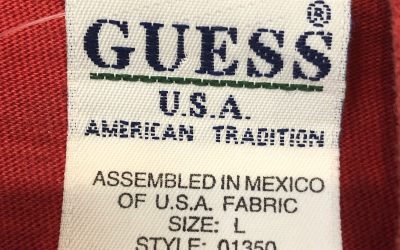 GUESS®
U.S.A.
AMERICAN TRADITION
ASSEMBLED IN MEXICO
OF U.S.A. FABRIC
SIZE: L
STYLE: 01350